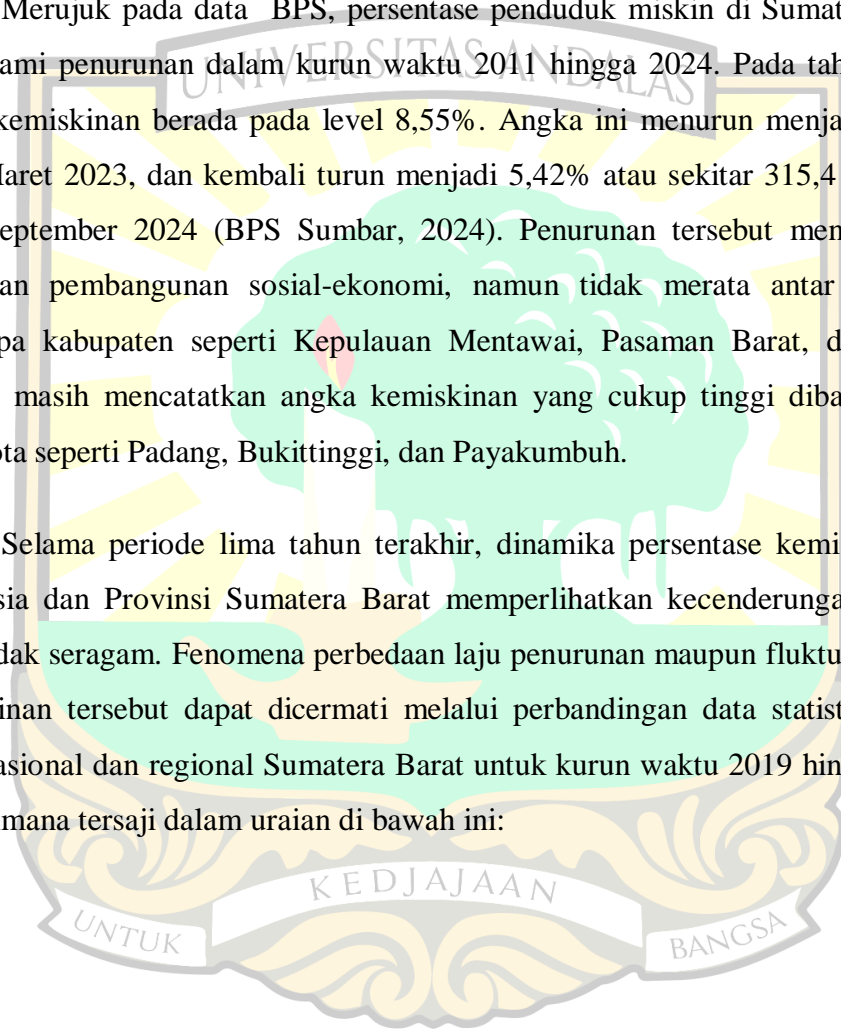 Merujuk pada data BPS, persentase penduduk miskin di Sumat
ami penurunan dalam kurun waktu 2011 hingga 2024. Pada tah
kemiskinan berada pada level 8,55%. Angka ini menurun menja
Maret 2023, dan kembali turun menjadi 5,42% atau sekitar 315,4
eptember 2024 (BPS Sumbar, 2024). Penurunan tersebut men
an pembangunan sosial-ekonomi, namun tidak merata antar
pa kabupaten seperti Kepulauan Mentawai, Pasaman Barat, d
masih mencatatkan angka kemiskinan yang cukup tinggi diba
ota seperti Padang, Bukittinggi, dan Payakumbuh.
Selama periode lima tahun terakhir, dinamika persentase kemi
sia dan Provinsi Sumatera Barat memperlihatkan kecenderunga
dak seragam. Fenomena perbedaan laju penurunan maupun fluktu
inan tersebut dapat dicermati melalui perbandingan data statist
asional dan regional Sumatera Barat untuk kurun waktu 2019 hin
imana tersaji dalam uraian di bawah ini:
UNIVERSITAS ANDALAS
UNTUK KEDJAJAAN BANGSA